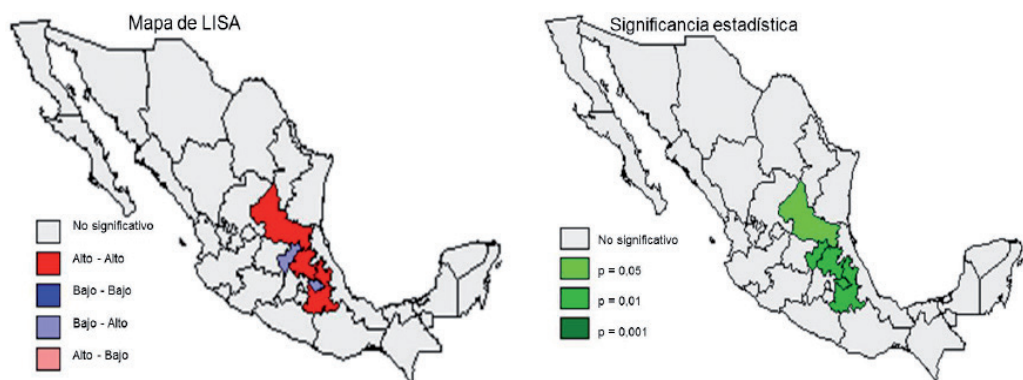 Mapa de LISA
No significativo
Alto - Alto
Bajo - Bajo
Bajo - Alto
Alto - Bajo
Significancia estadística
No significativo
p = 0,05
p = 0,01
p = 0,001